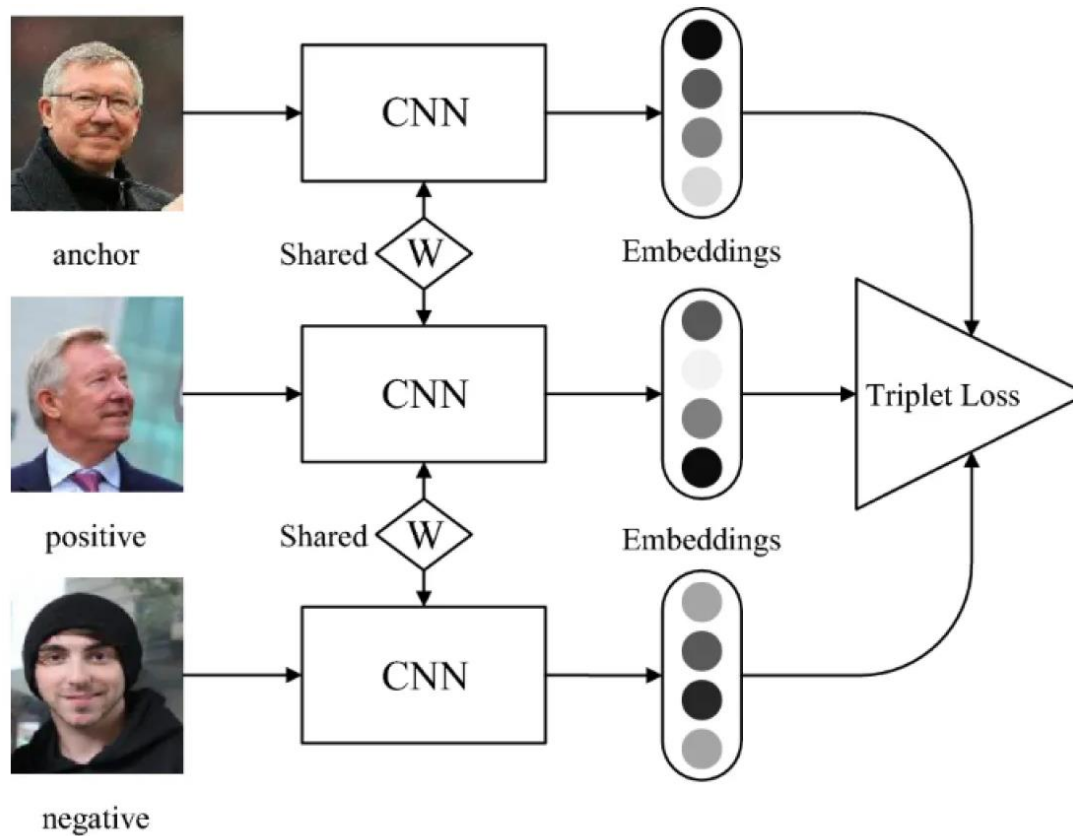 CNN
anchor
Shared W
Embeddings
CNN
Triplet Loss
positive
Shared W
Embeddings
CNN
negative